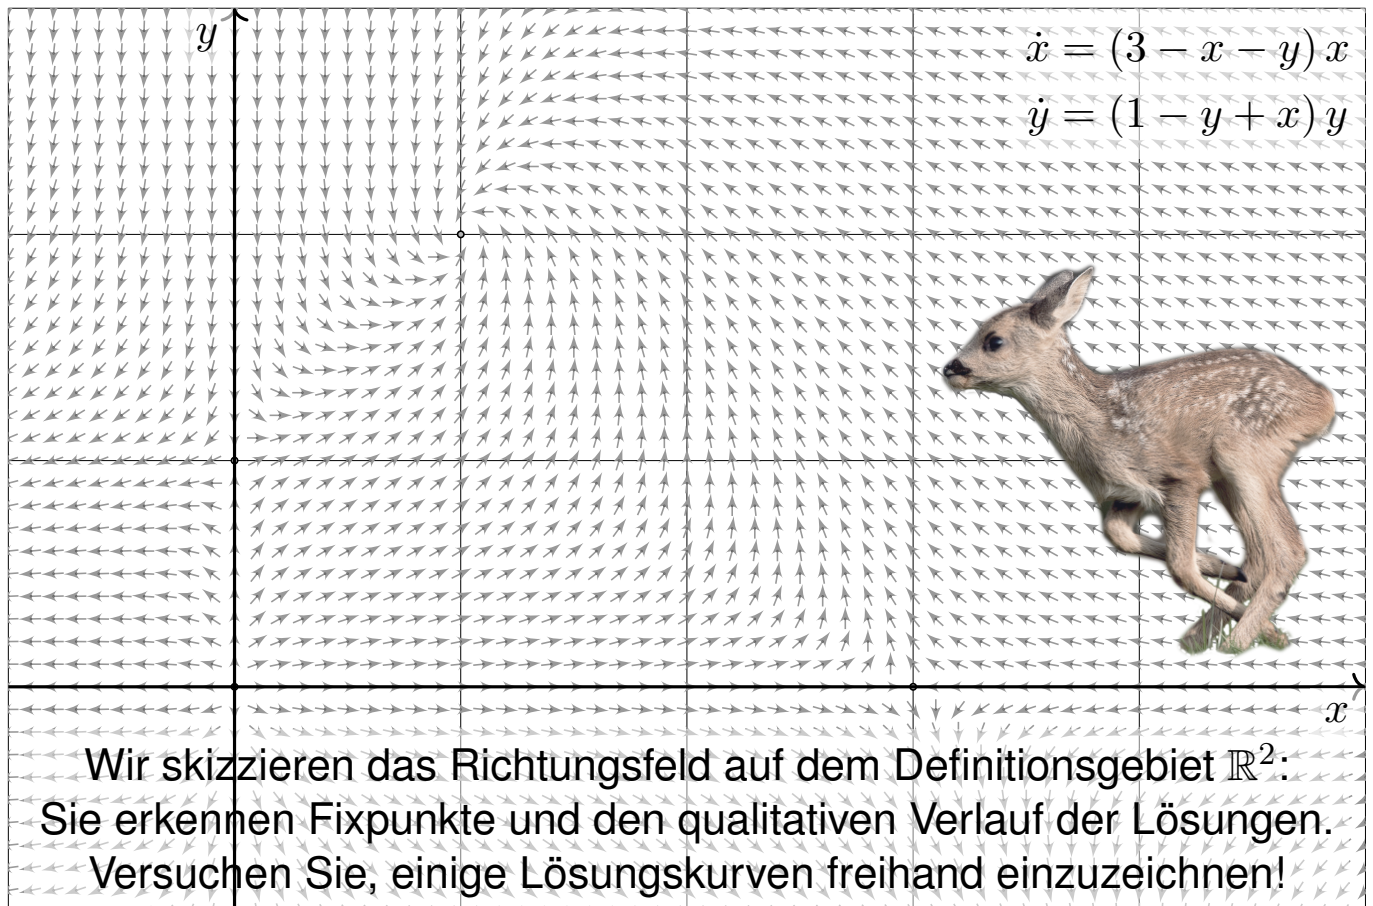 y
ẋ = (3 − x − y) x
ẏ = (1 − y + x) y
x
Wir skizzieren das Richtungsfeld auf dem Definitionsgebiet ℝ²:
Sie erkennen Fixpunkte und den qualitativen Verlauf der Lösungen.
Versuchen Sie, einige Lösungskurven freihand einzuzeichnen!